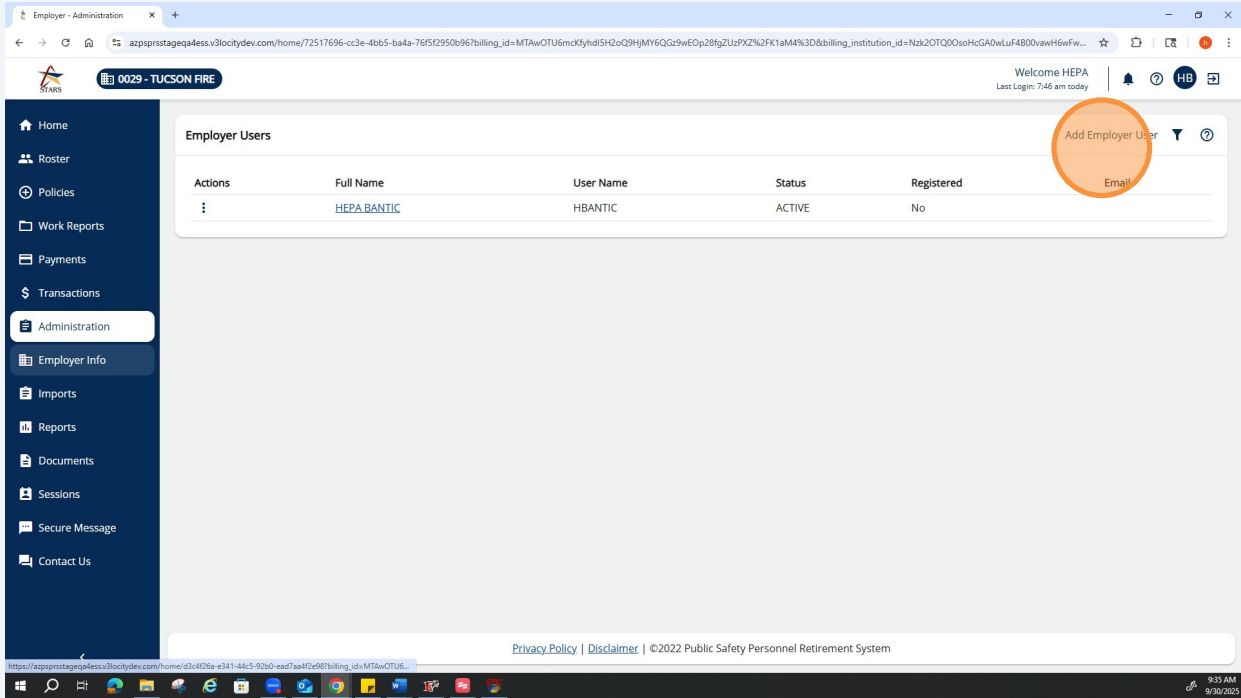 Employer - Administration
azpsprsstageqa4ess.v3locitydev.com/home/72517696-cc3e-4bb5-ba4a-76f5f2950b96?billing_id=MTAwOTU6mcKfyhdI5H2oQ9HjMY6QGz9wEOp28fgZUzPXZ%2FK1aM4%3D&billing_institution_id=Nzk2OTQ0OsoHcGA0wLuF4B00vawH6wFw...
h
STARS
0029 - TUCSON FIRE
Welcome HEPA
Last Login: 7:46 am today
HB
Home
Roster
Policies
Work Reports
Payments
Transactions
Administration
Employer Info
Imports
Reports
Documents
Sessions
Secure Message
Contact Us
Employer Users
Add Employer User
Actions Full Name User Name Status Registered Email
HEPA BANTIC HBANTIC ACTIVE No
Privacy Policy | Disclaimer | ©2022 Public Safety Personnel Retirement System
https://azpsprsstageqa4ess.v3locitydev.com/home/d3c4f26a-e341-44c5-92b0-ead7aa4f2e98?billing_id=MTAwOTU6...
9:35 AM
9/30/2025